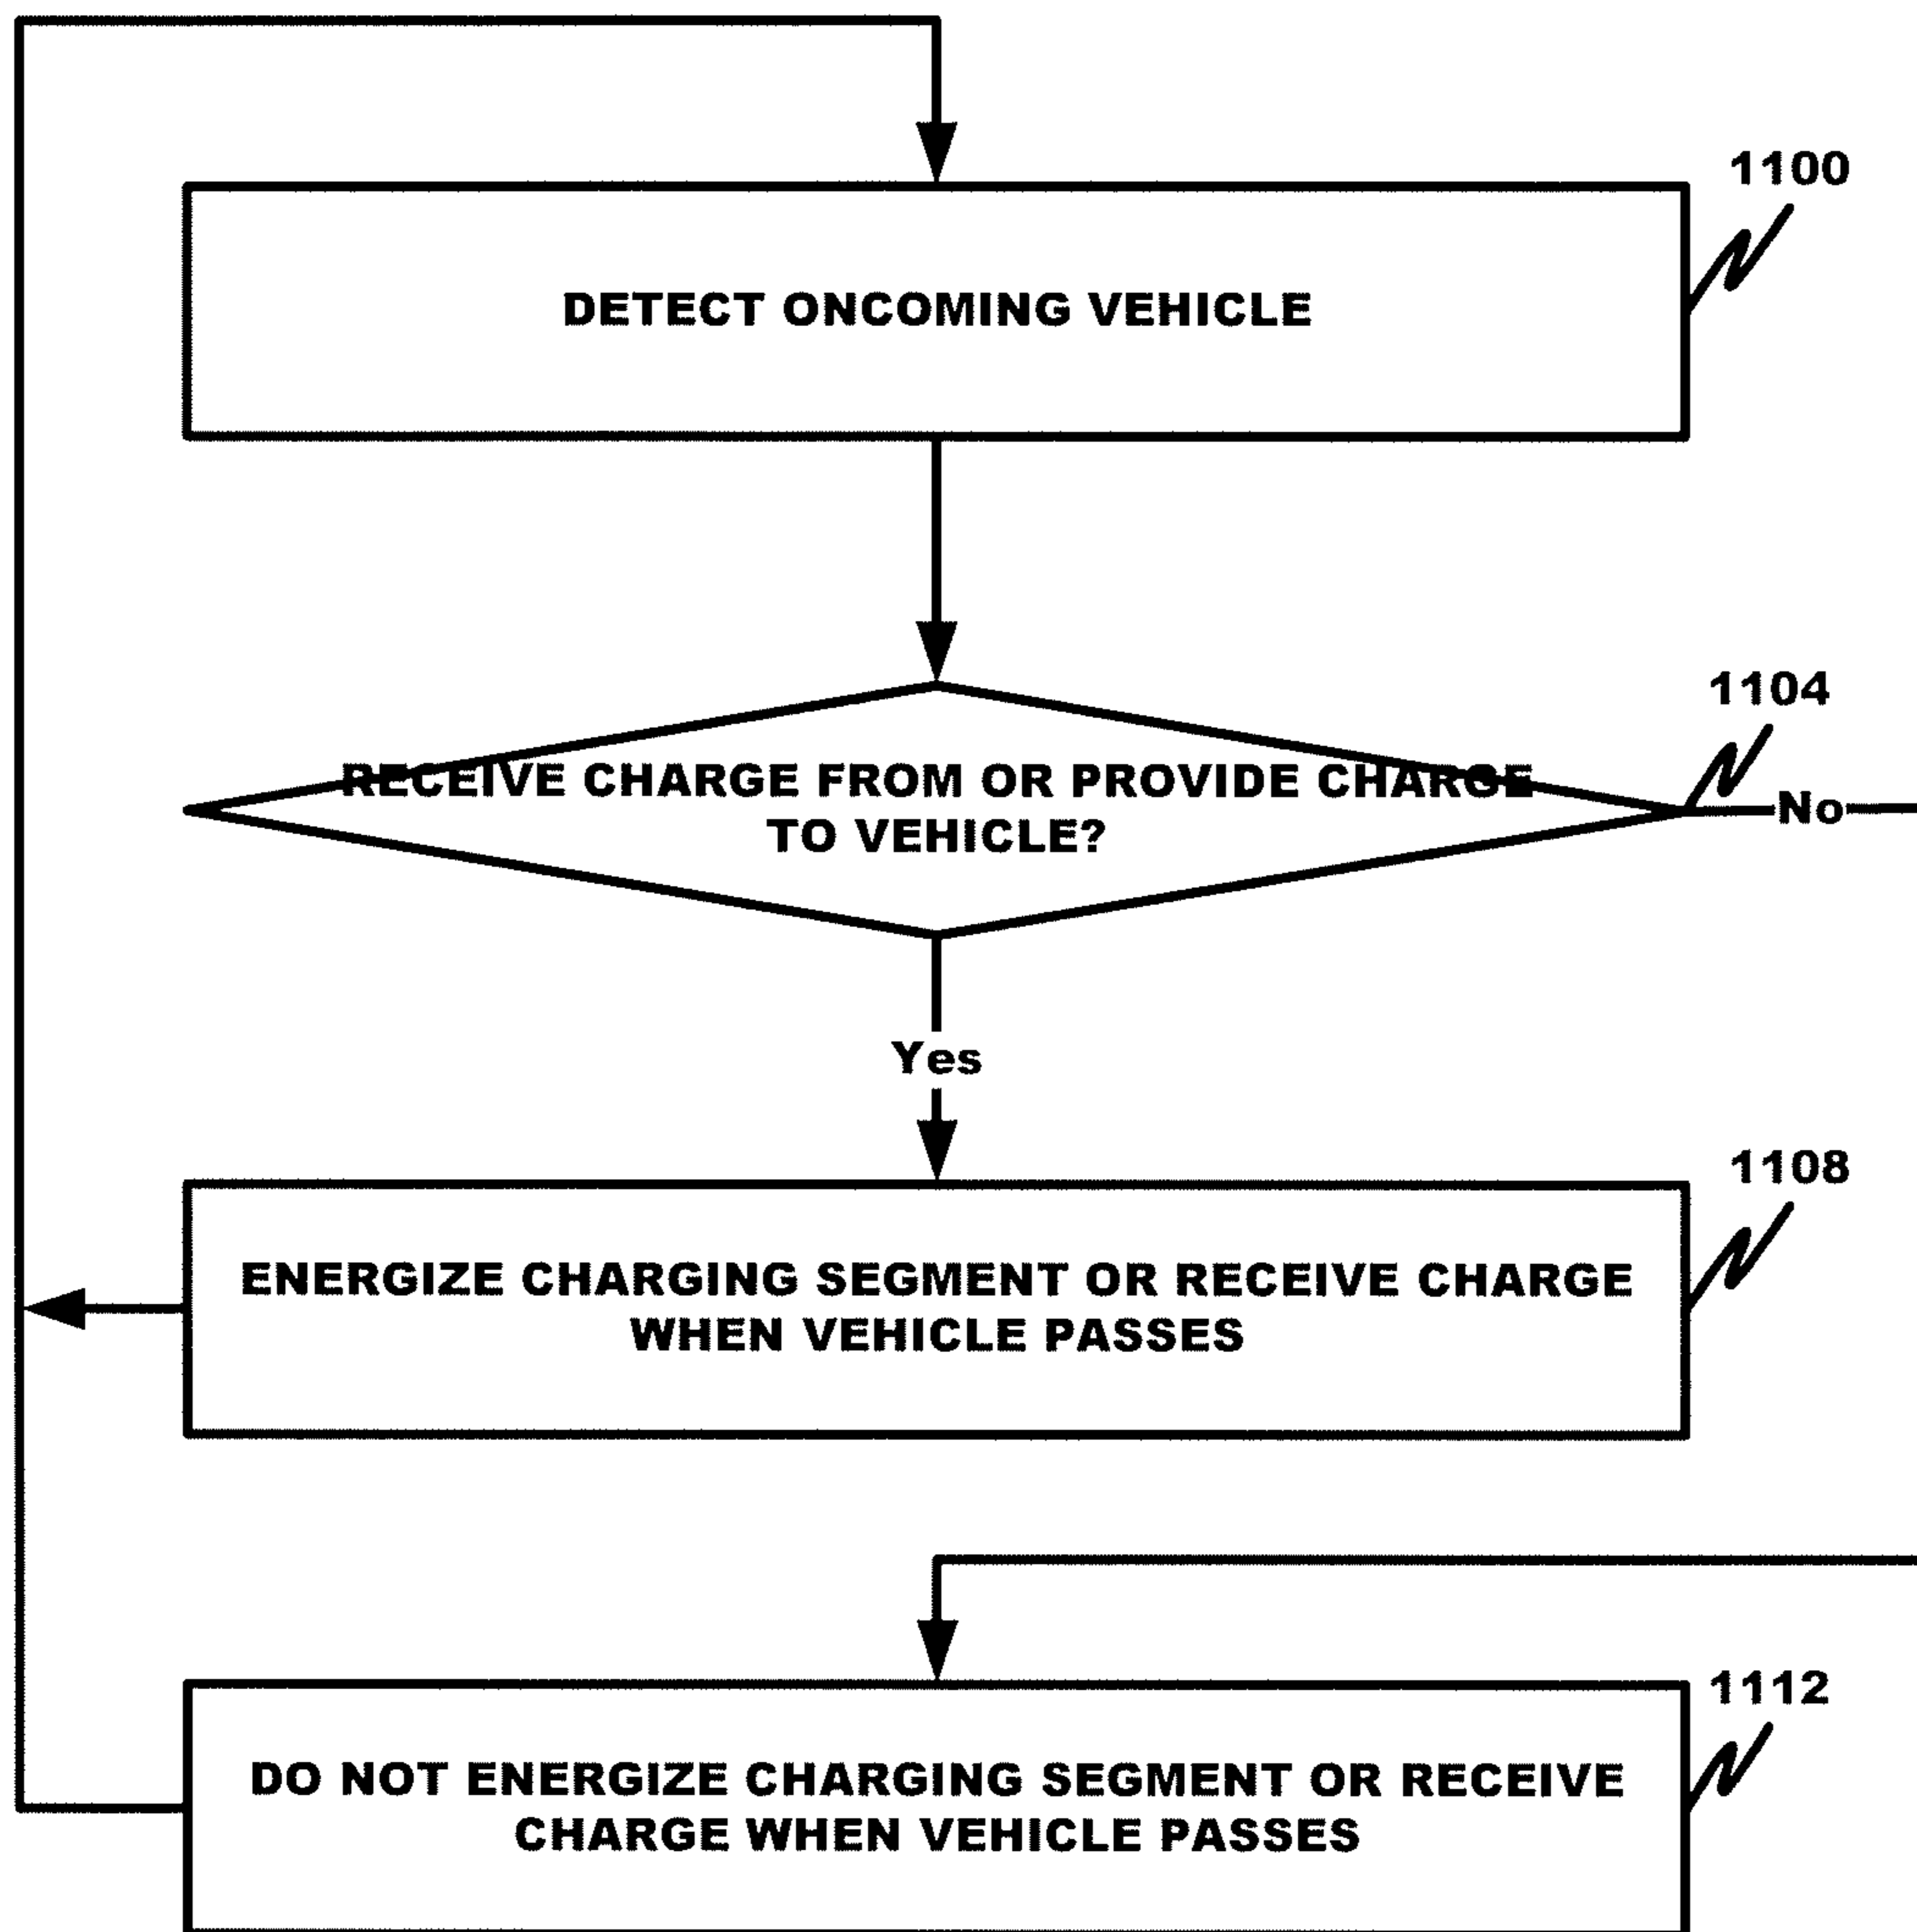 1100
DETECT ONCOMING VEHICLE
1104
RECEIVE CHARGE FROM OR PROVIDE CHARGE
TO VEHICLE?
No
Yes
1108
ENERGIZE CHARGING SEGMENT OR RECEIVE CHARGE
WHEN VEHICLE PASSES
1112
DO NOT ENERGIZE CHARGING SEGMENT OR RECEIVE
CHARGE WHEN VEHICLE PASSES